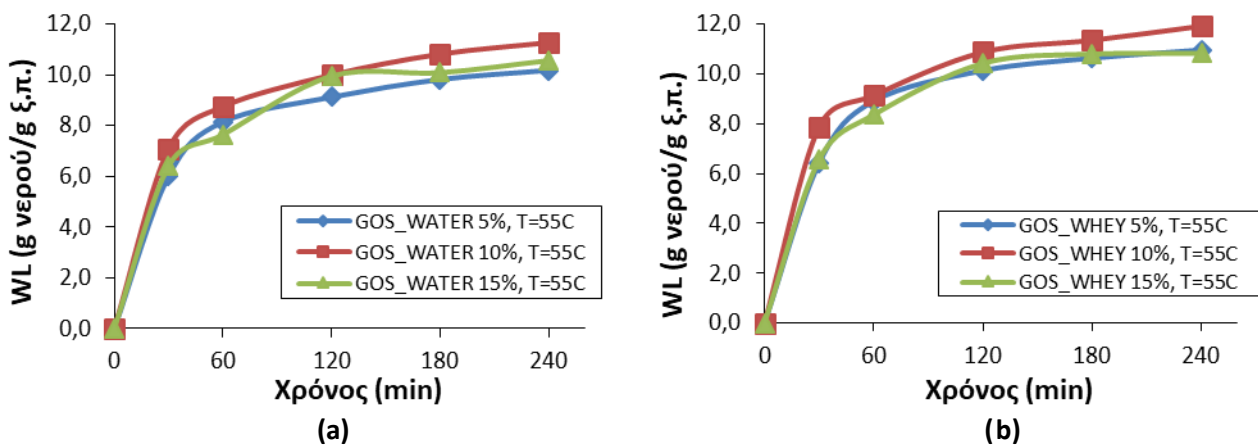 12,0
10,0
8,0
6,0
4,0
2,0
0,0
WL (g νερού/g ξ.π.)
GOS_WATER 5%, T=55C
GOS_WATER 10%, T=55C
GOS_WATER 15%, T=55C
0 60 120 180 240
Χρόνος (min)
(a)
12,0
10,0
8,0
6,0
4,0
2,0
0,0
WL (g νερού/g ξ.π.)
GOS_WHEY 5%, T=55C
GOS_WHEY 10%, T=55C
GOS_WHEY 15%, T=55C
0 60 120 180 240
Χρόνος (min)
(b)